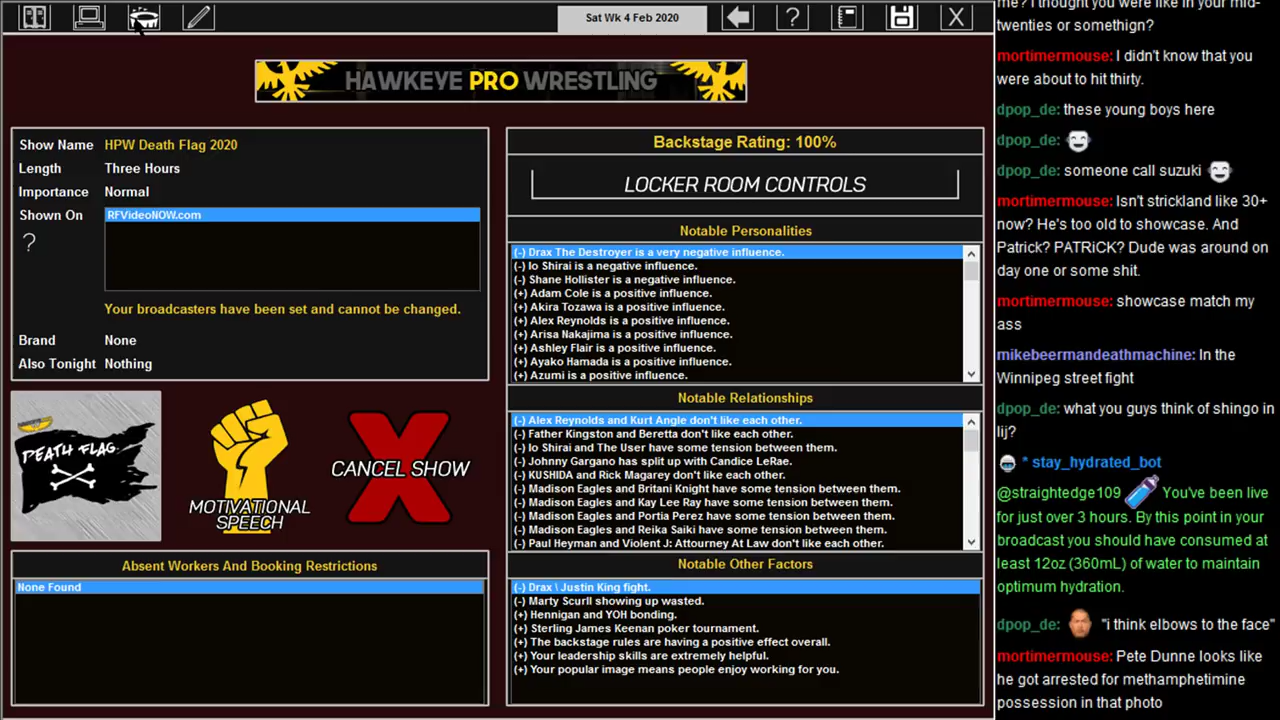 Sat Wk 4 Feb 2020
?
X
HAWKEYE PRO WRESTLING
Show Name HPW Death Flag 2020
Length Three Hours
Importance Normal
Shown On RFVideoNOW.com
?
Your broadcasters have been set and cannot be changed.
Brand None
Also Tonight Nothing
DEATH FLAG
MOTIVATIONAL
SPEECH
CANCEL SHOW
Absent Workers And Booking Restrictions
None Found
Backstage Rating: 100%
LOCKER ROOM CONTROLS
Notable Personalities
(-) Drax The Destroyer is a very negative influence.
(-) Io Shirai is a negative influence.
(-) Shane Hollister is a negative influence.
(+) Adam Cole is a positive influence.
(+) Akira Tozawa is a positive influence.
(+) Alex Reynolds is a positive influence.
(+) Arisa Nakajima is a positive influence.
(+) Ashley Flair is a positive influence.
(+) Ayako Hamada is a positive influence.
(+) Azumi is a positive influence.
Notable Relationships
(-) Alex Reynolds and Kurt Angle don't like each other.
(-) Father Kingston and Beretta don't like each other.
(-) Io Shirai and The User have some tension between them.
(-) Johnny Gargano has split up with Candice LeRae.
(-) KUSHIDA and Rick Magarey don't like each other.
(-) Madison Eagles and Britani Knight have some tension between them.
(-) Madison Eagles and Kay Lee Ray have some tension between them.
(-) Madison Eagles and Portia Perez have some tension between them.
(-) Madison Eagles and Reika Saiki have some tension between them.
(-) Paul Heyman and Violent J: Attourney At Law don't like each other.
Notable Other Factors
(-) Drax \ Justin King fight.
(-) Marty Scurll showing up wasted.
(+) Hennigan and YOH bonding.
(+) Sterling James Keenan poker tournament.
(+) The backstage rules are having a positive effect overall.
(+) Your leadership skills are extremely helpful.
(+) Your popular image means people enjoy working for you.
me? I thought you were like in your mid-
twenties or somethign?
mortimermouse: I didn't know that you
were about to hit thirty.
dpop_de: these young boys here
dpop_de:
dpop_de: someone call suzuki
mortimermouse: Isn't strickland like 30+
now? He's too old to showcase. And
Patrick? PATRiCK? Dude was around on
day one or some shit.
mortimermouse: showcase match my
ass
mikebeermandeathmachine: In the
Winnipeg street fight
dpop_de: what you guys think of shingo in
lij?
* stay_hydrated_bot
@straightedge109 You've been live
for just over 3 hours. By this point in your
broadcast you should have consumed at
least 12oz (360mL) of water to maintain
optimum hydration.
dpop_de: "i think elbows to the face"
mortimermouse: Pete Dunne looks like
he got arrested for methamphetimine
possession in that photo